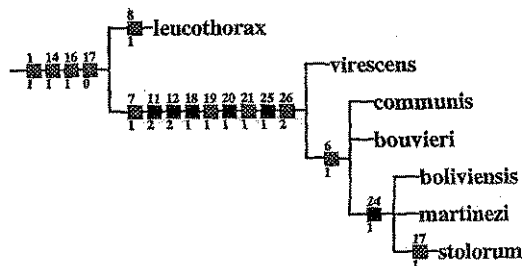 8
leucothorax
1
1 14 16 17
1 1 1 0
virescens
7 11 12 18 19 20 21 25 26
1 2 2 1 1 1 1 1 2
communis
6
bouvieri
1
boliviensis
24
martinezi
1
17
stolorum
1